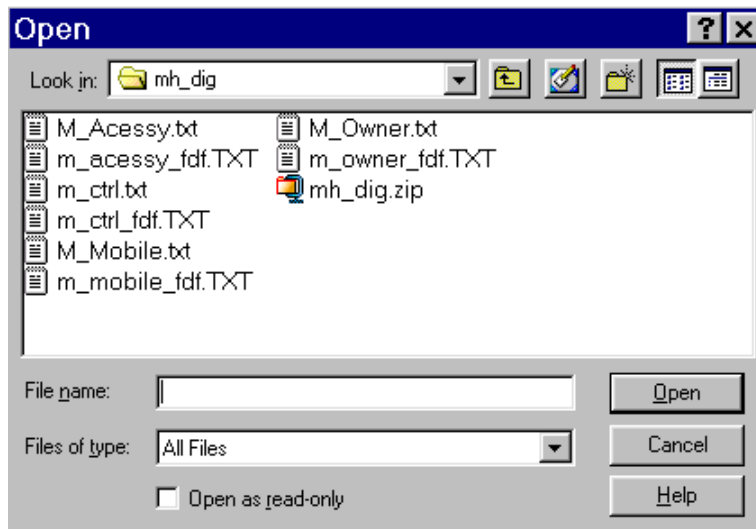 Open
Look in: mh_dig
M_Acessy.txt M_Owner.txt
m_acessy_fdf.TXT m_owner_fdf.TXT
m_ctrl.txt mh_dig.zip
m_ctrl_fdf.TXT
M_Mobile.txt
m_mobile_fdf.TXT
File name: Open
Files of type: All Files Cancel
Open as read-only Help